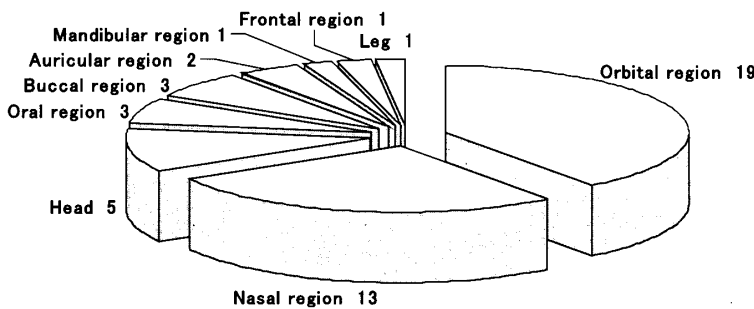 Frontal region 1
Mandibular region 1
Leg 1
Auricular region 2
Orbital region 19
Buccal region 3
Oral region 3
Head 5
Nasal region 13